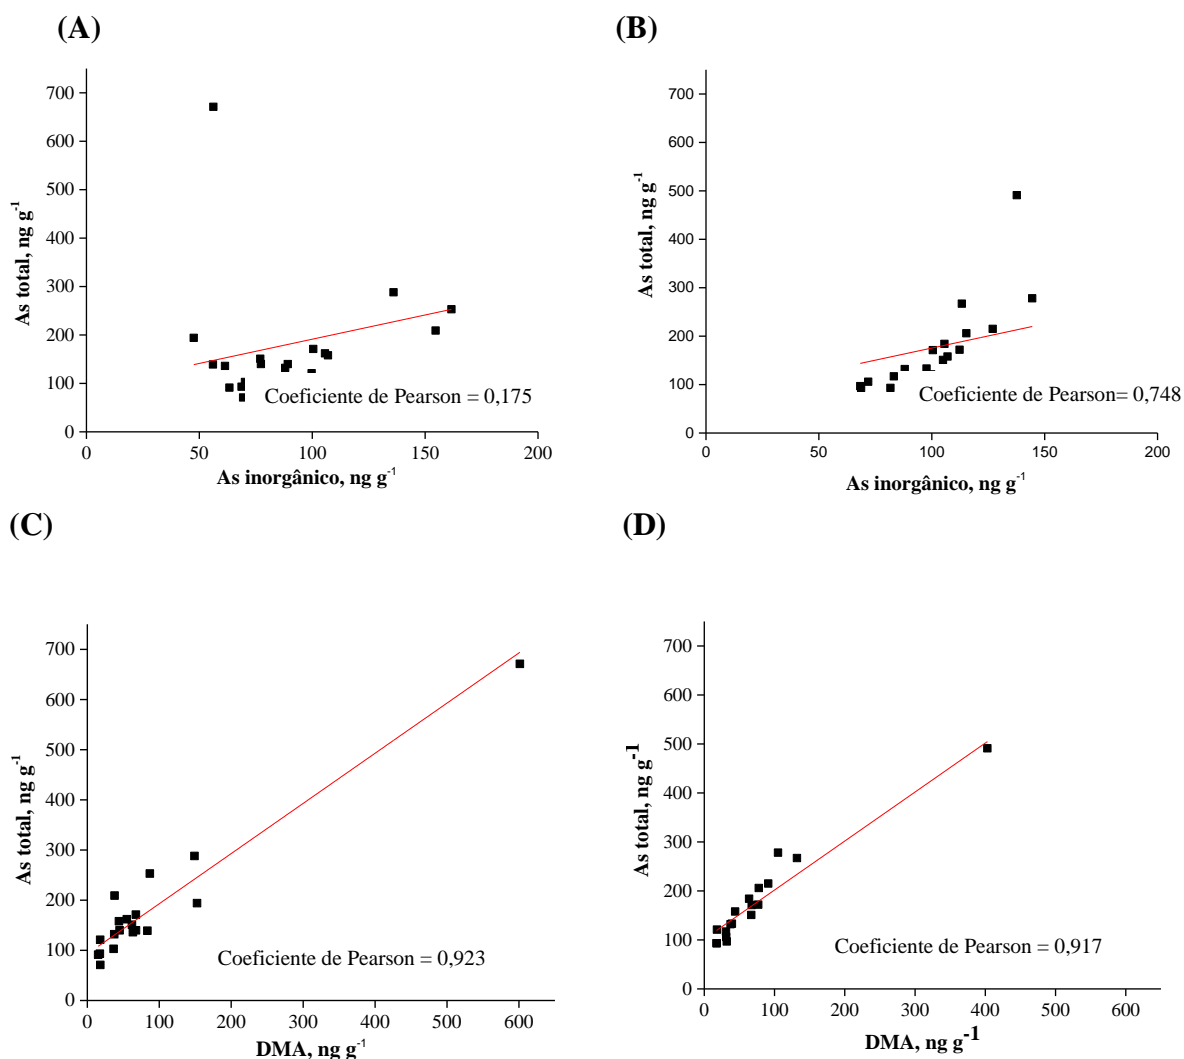 (A)
700
600
500
400
300
200
100
0
As total, ng g-1
Coeficiente de Pearson = 0,175
0 50 100 150 200
As inorgânico, ng g-1
(B)
700
600
500
400
300
200
100
0
As total, ng g-1
Coeficiente de Pearson= 0,748
0 50 100 150 200
As inorgânico, ng g-1
(C)
700
600
500
400
300
200
100
0
As total, ng g-1
Coeficiente de Pearson = 0,923
0 100 200 300 400 500 600
DMA, ng g-1
(D)
700
600
500
400
300
200
100
0
As total, ng g-1
Coeficiente de Pearson = 0,917
0 100 200 300 400 500 600
DMA, ng g-1